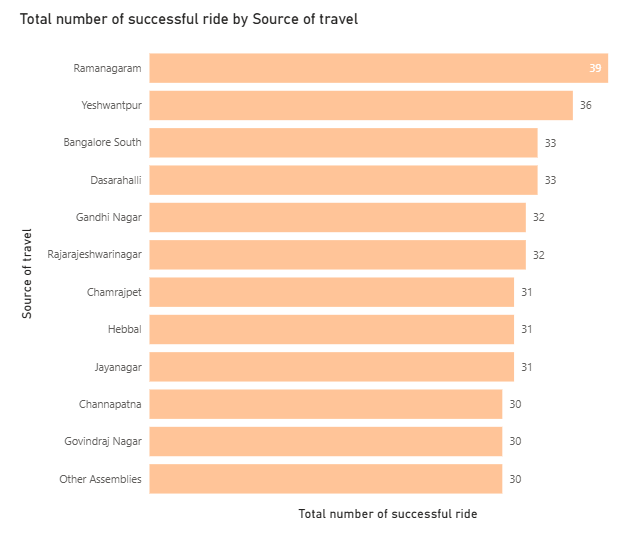 Total number of successful ride by Source of travel
Source of travel
Ramanagaram 39
Yeshwantpur 36
Bangalore South 33
Dasarahalli 33
Gandhi Nagar 32
Rajarajeshwarinagar 32
Chamrajpet 31
Hebbal 31
Jayanagar 31
Channapatna 30
Govindraj Nagar 30
Other Assemblies 30
Total number of successful ride